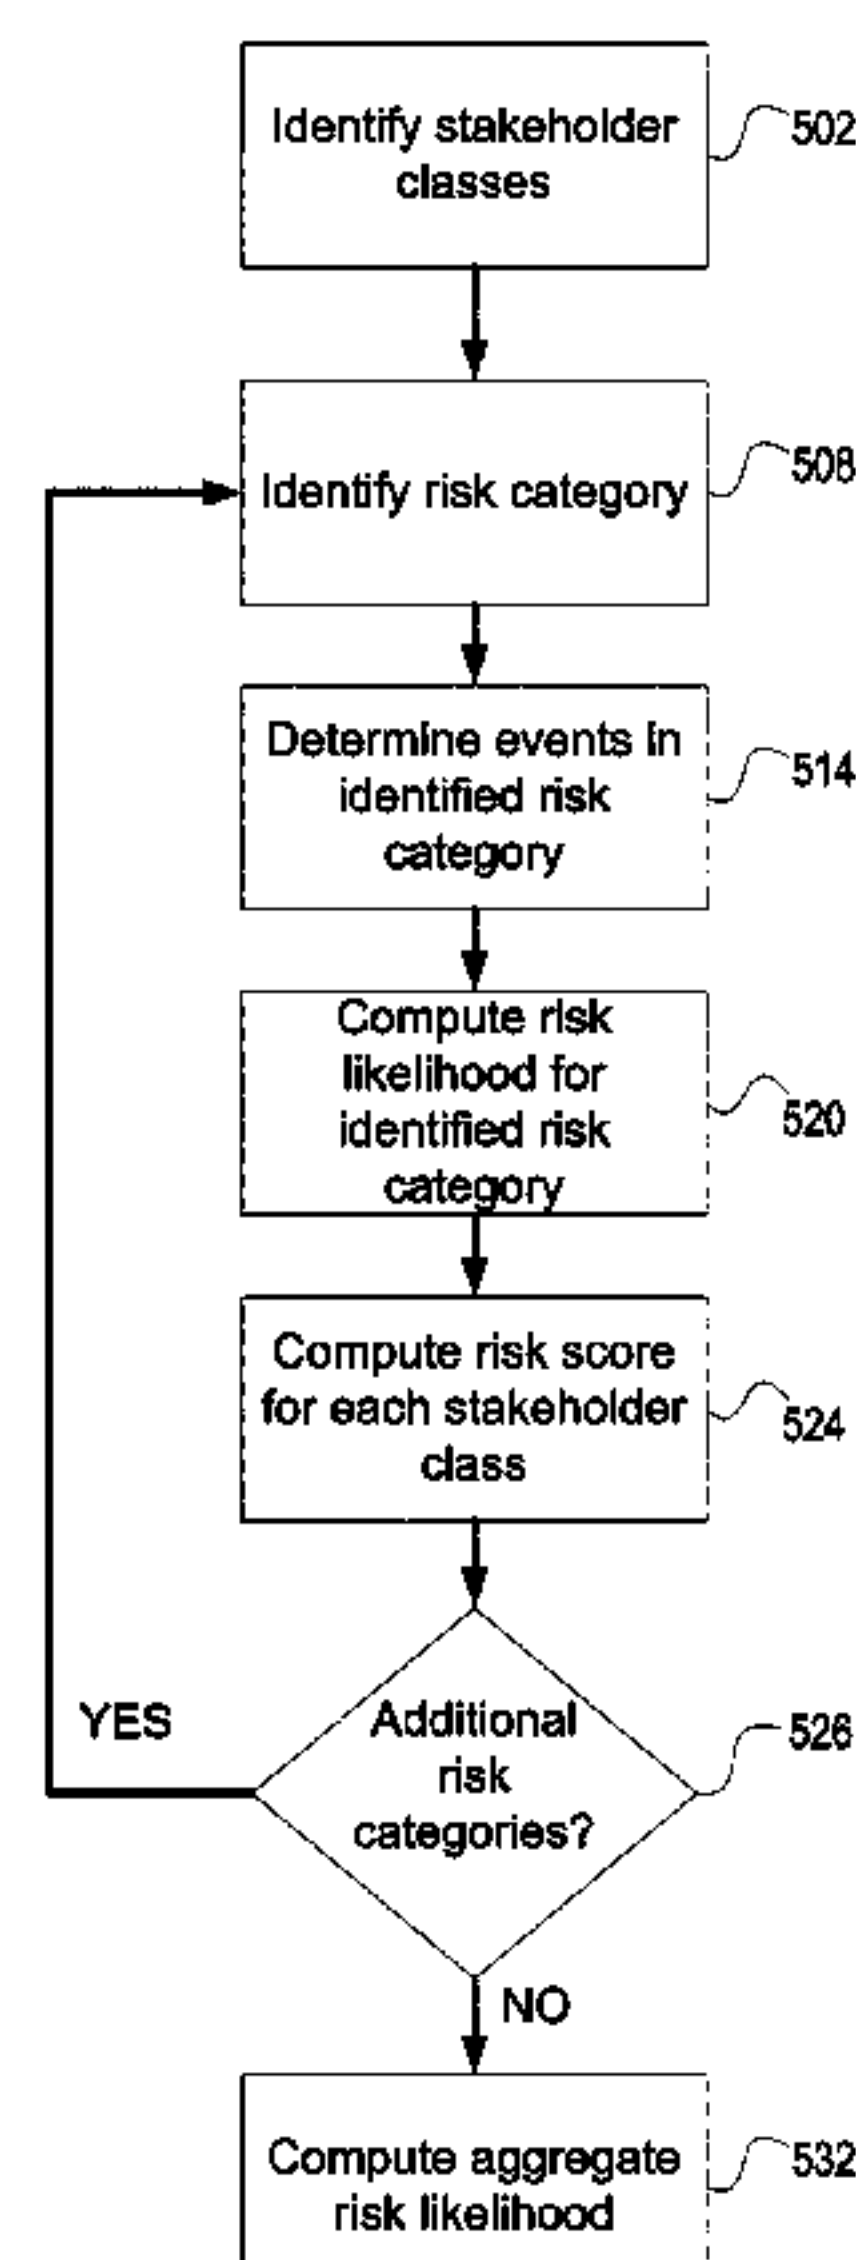 Identify stakeholder
classes
502
Identify risk category
508
Determine events in
identified risk
category
514
Compute risk
likelihood for
identified risk
category
520
Compute risk score
for each stakeholder
class
524
YES
Additional
risk
categories?
526
NO
Compute aggregate
risk likelihood
532